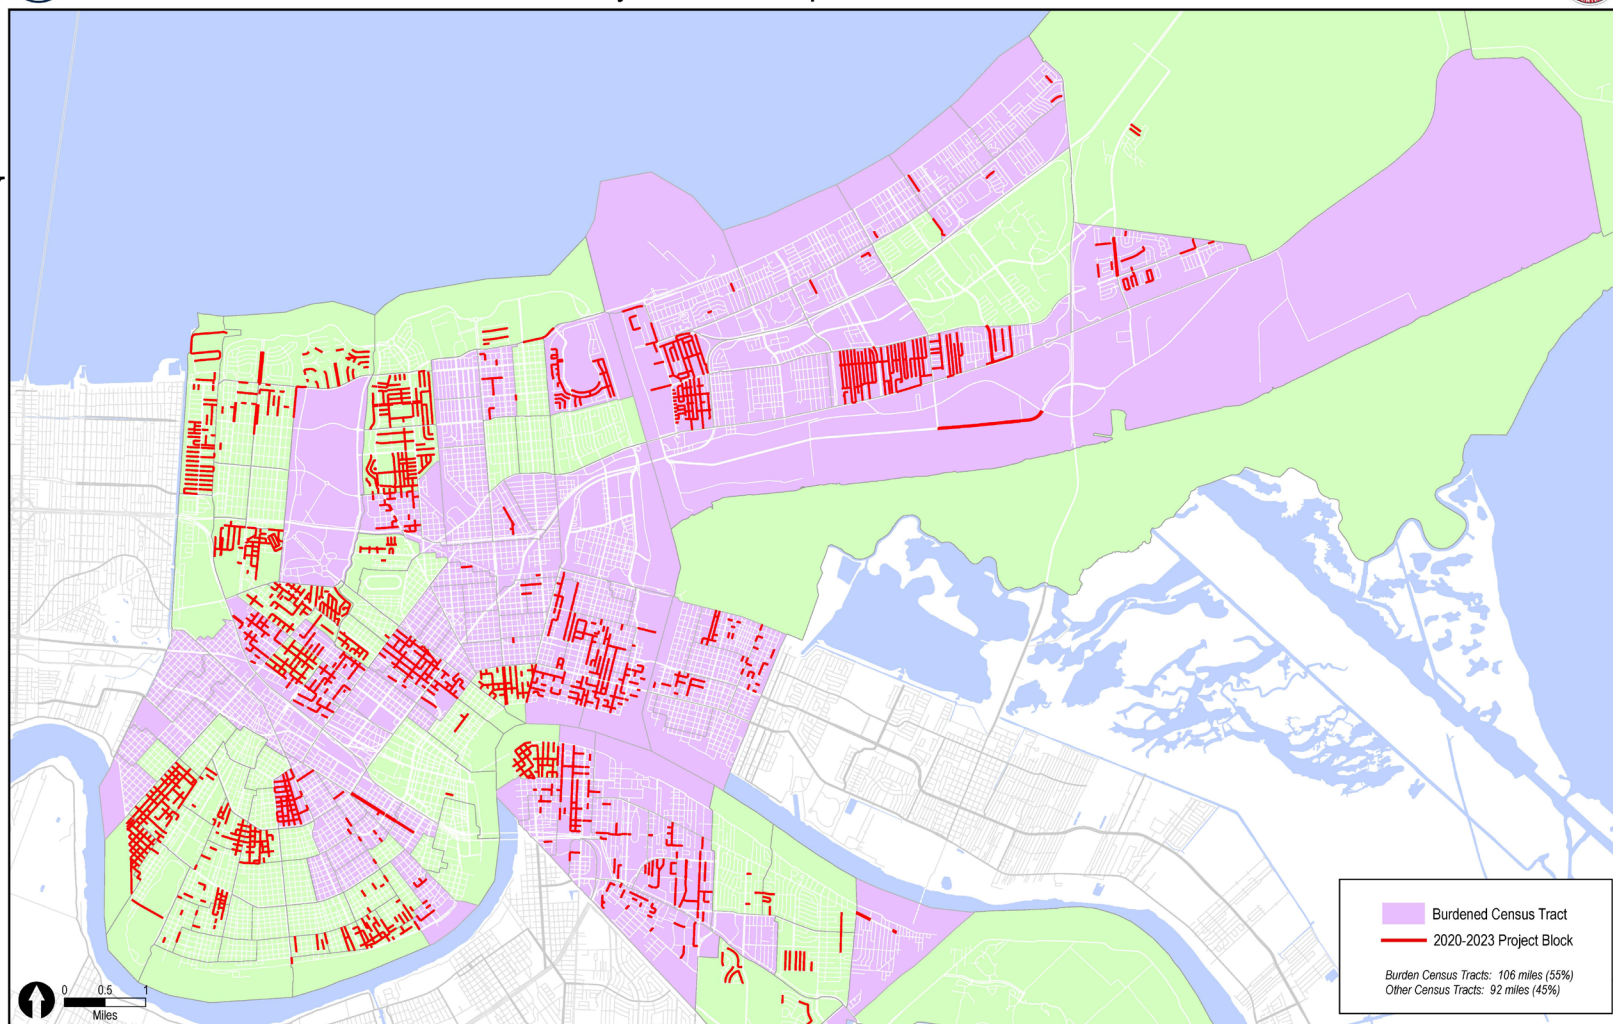 Burdened Census Tract
2020-2023 Project Block
Burden Census Tracts: 106 miles (55%)
Other Census Tracts: 92 miles (45%)
0 0.5 1
Miles